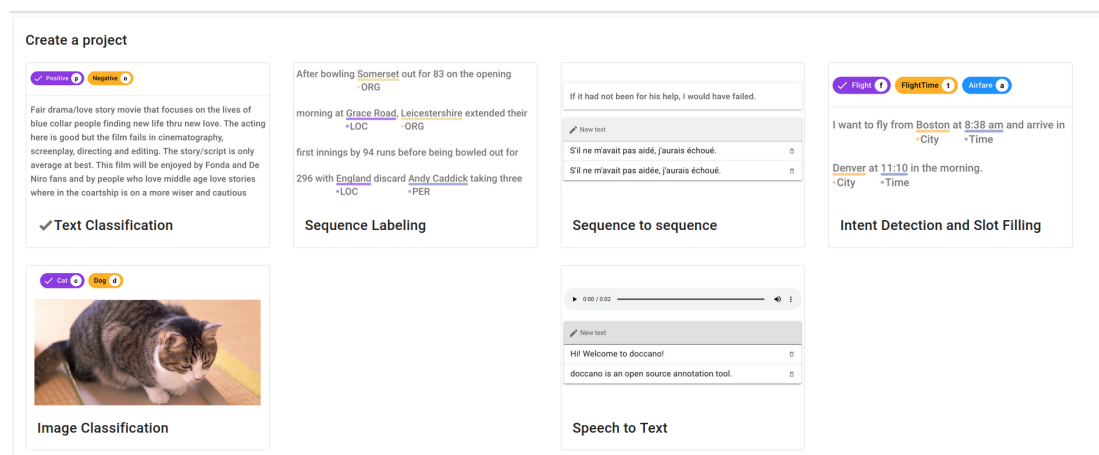 Create a project
Positive p Negative n
Fair drama/love story movie that focuses on the lives of
blue collar people finding new life thru new love. The acting
here is good but the film fails in cinematography,
screenplay, directing and editing. The story/script is only
average at best. This film will be enjoyed by Fonda and De
Niro fans and by people who love middle age love stories
where in the coartship is on a more wiser and cautious
Text Classification
After bowling Somerset out for 83 on the opening
•ORG
morning at Grace Road, Leicestershire extended their
•LOC •ORG
first innings by 94 runs before being bowled out for
296 with England discard Andy Caddick taking three
•LOC •PER
Sequence Labeling
If it had not been for his help, I would have failed.
New text
S'il ne m'avait pas aidé, j'aurais échoué.
S'il ne m'avait pas aidée, j'aurais échoué.
Sequence to sequence
Flight f FlightTime t Airfare a
I want to fly from Boston at 8:38 am and arrive in
•City •Time
Denver at 11:10 in the morning.
•City •Time
Intent Detection and Slot Filling
Cat c Dog d
Image Classification
0:00 / 0:02
New text
Hi! Welcome to doccano!
doccano is an open source annotation tool.
Speech to Text